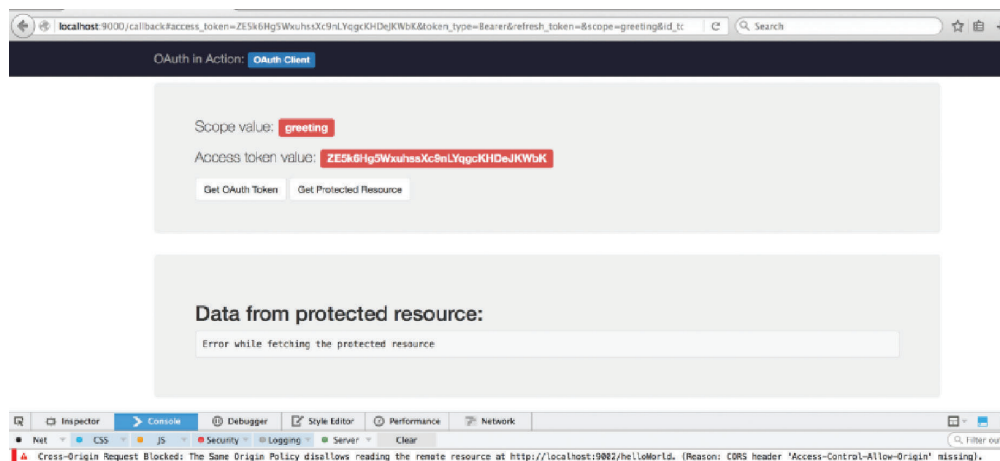 localhost:9000/callback#access_token=ZE5k6Hg5WxuhssXc9nLYqgcKHDeJKWbK&token_type=Bearer&refresh_token=&scope=greeting&id_tc
Search
OAuth in Action: OAuth Client
Scope value: greeting
Access token value: ZE5k6Hg5WxuhssXc9nLYqgcKHDeJKWbK
Get OAuth Token Get Protected Resource
Data from protected resource:
Error while fetching the protected resource
Inspector Console Debugger Style Editor Performance Network
Net CSS JS Security Logging Server Clear Filter ou
Cross-Origin Request Blocked: The Same Origin Policy disallows reading the remote resource at http://localhost:9002/helloWorld. (Reason: CORS header 'Access-Control-Allow-Origin' missing).